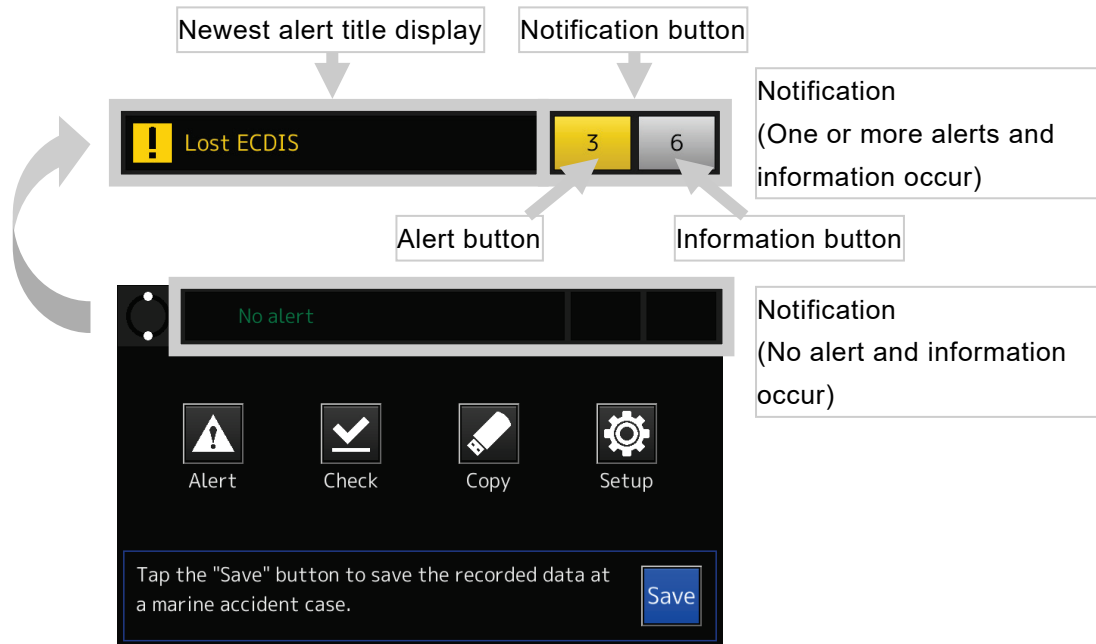 Newest alert title display
Notification button
Notification
(One or more alerts and
information occur)
! Lost ECDIS
3
6
Alert button
Information button
No alert
Notification
(No alert and information
occur)
Alert
Check
Copy
Setup
Tap the "Save" button to save the recorded data at
a marine accident case.
Save